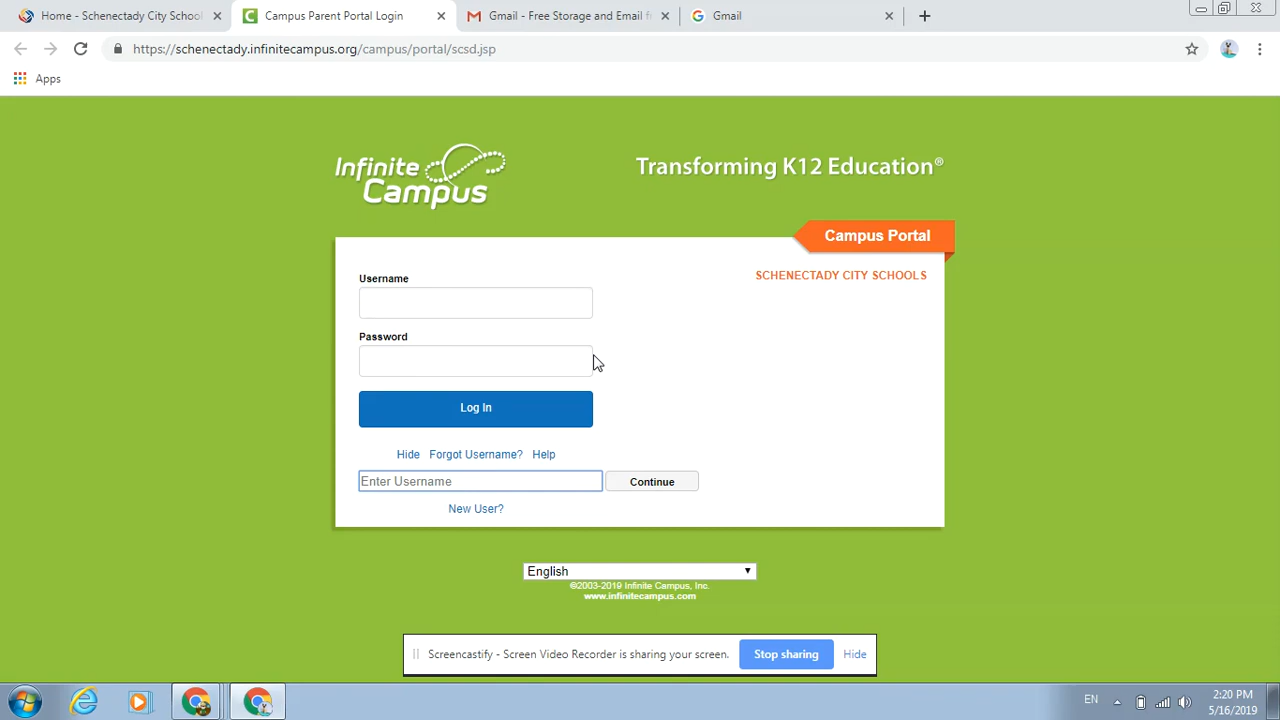 Home - Schenectady City School
Campus Parent Portal Login
Gmail - Free Storage and Email f
Gmail
https://schenectady.infinitecampus.org/campus/portal/scsd.jsp
Apps
Infinite
Campus
Transforming K12 Education®
Campus Portal
SCHENECTADY CITY SCHOOLS
Username
Password
Log In
Hide Forgot Username? Help
Enter Username Continue
New User?
English
©2003-2019 Infinite Campus, Inc.
www.infinitecampus.com
Screencastify - Screen Video Recorder is sharing your screen. Stop sharing Hide
EN
2:20 PM
5/16/2019